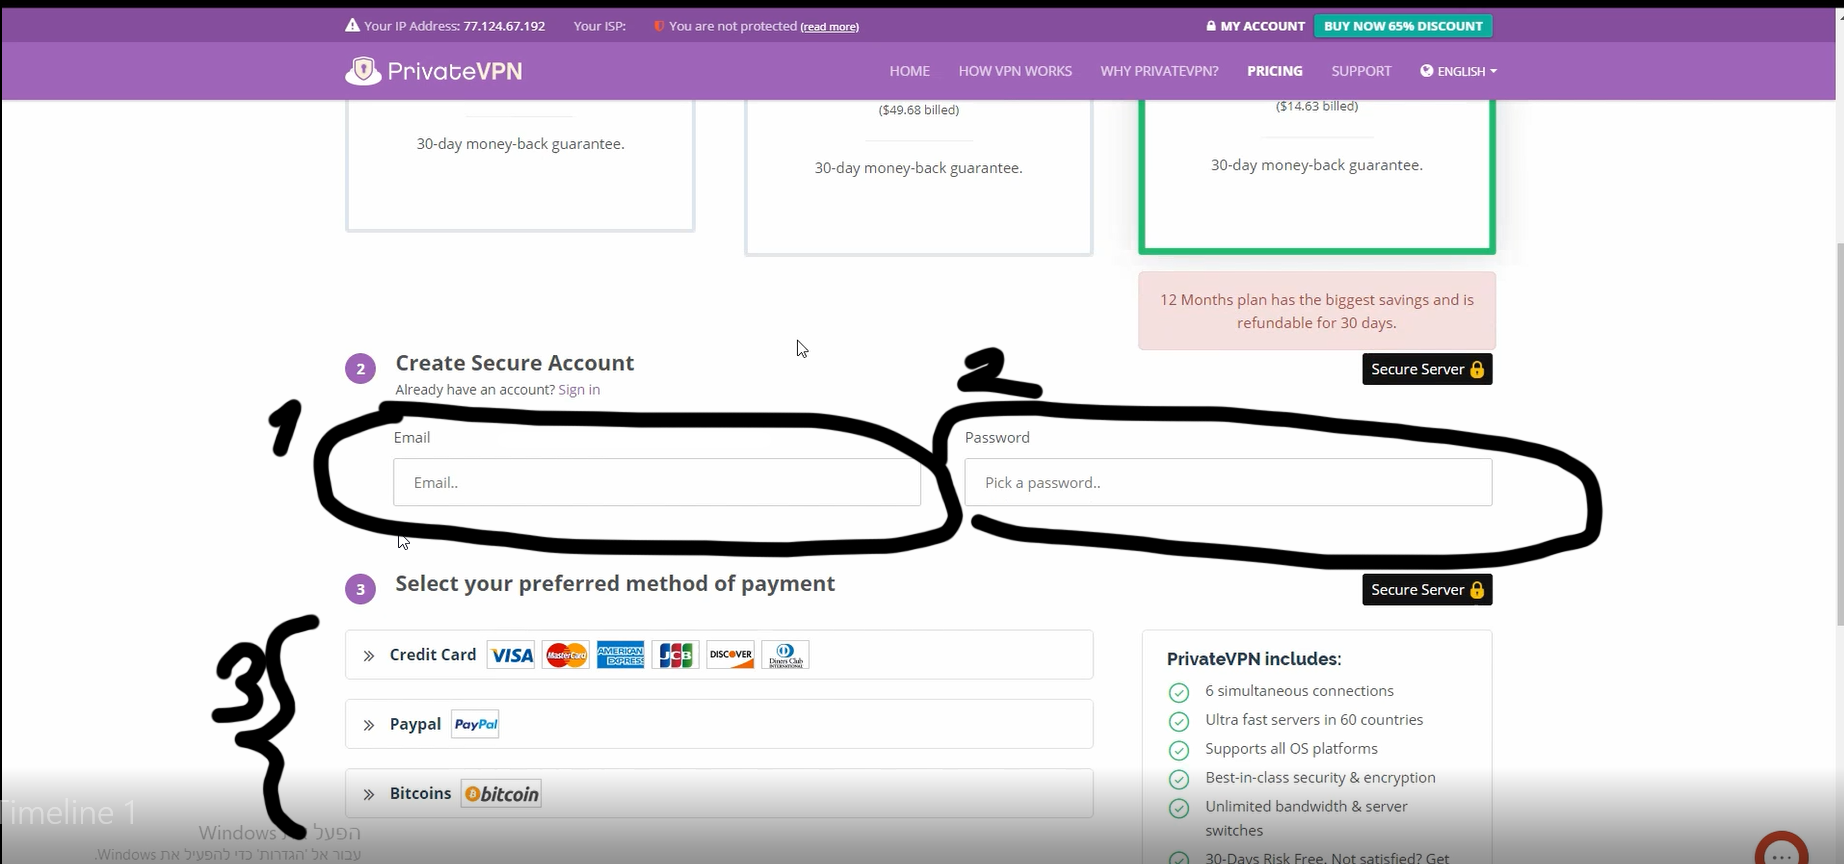 Your IP Address: 77.124.67.192 Your ISP: You are not protected (read more) MY ACCOUNT BUY NOW 65% DISCOUNT
PrivateVPN HOME HOW VPN WORKS WHY PRIVATEVPN? PRICING SUPPORT ENGLISH
30-day money-back guarantee.
($49.68 billed)
30-day money-back guarantee.
($14.63 billed)
30-day money-back guarantee.
12 Months plan has the biggest savings and is
refundable for 30 days.
2 Create Secure Account
Already have an account? Sign in
Secure Server
1
2
Email
Email..
Password
Pick a password..
3 Select your preferred method of payment
Secure Server
3
Credit Card VISA MasterCard AMERICAN EXPRESS JCB DISCOVER Diners Club INTERNATIONAL
Paypal PayPal
Bitcoins bitcoin
PrivateVPN includes:
6 simultaneous connections
Ultra fast servers in 60 countries
Supports all OS platforms
Best-in-class security & encryption
Unlimited bandwidth & server
switches
30-Days Risk Free. Not satisfied? Get
Timeline 1
הפעל את Windows
עבור אל 'הגדרות' כדי להפעיל את Windows.